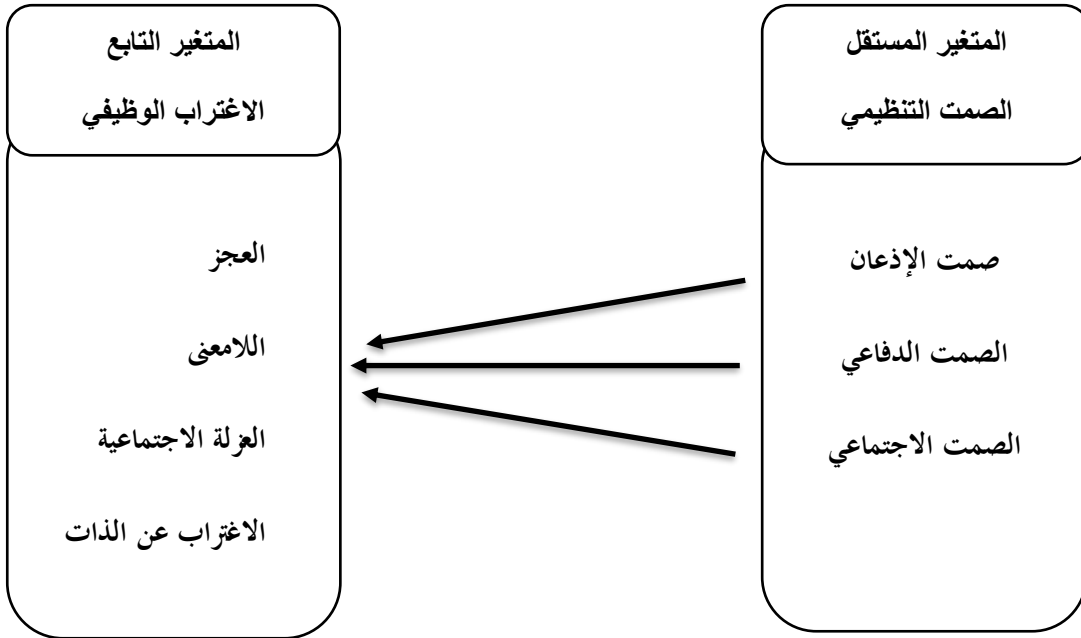 المتغير المستقل
الصمت التنظيمي
صمت الإذعان
الصمت الدفاعي
الصمت الاجتماعي
المتغير التابع
الاغتراب الوظيفي
العجز
اللامعنى
العزلة الاجتماعية
الاغتراب عن الذات